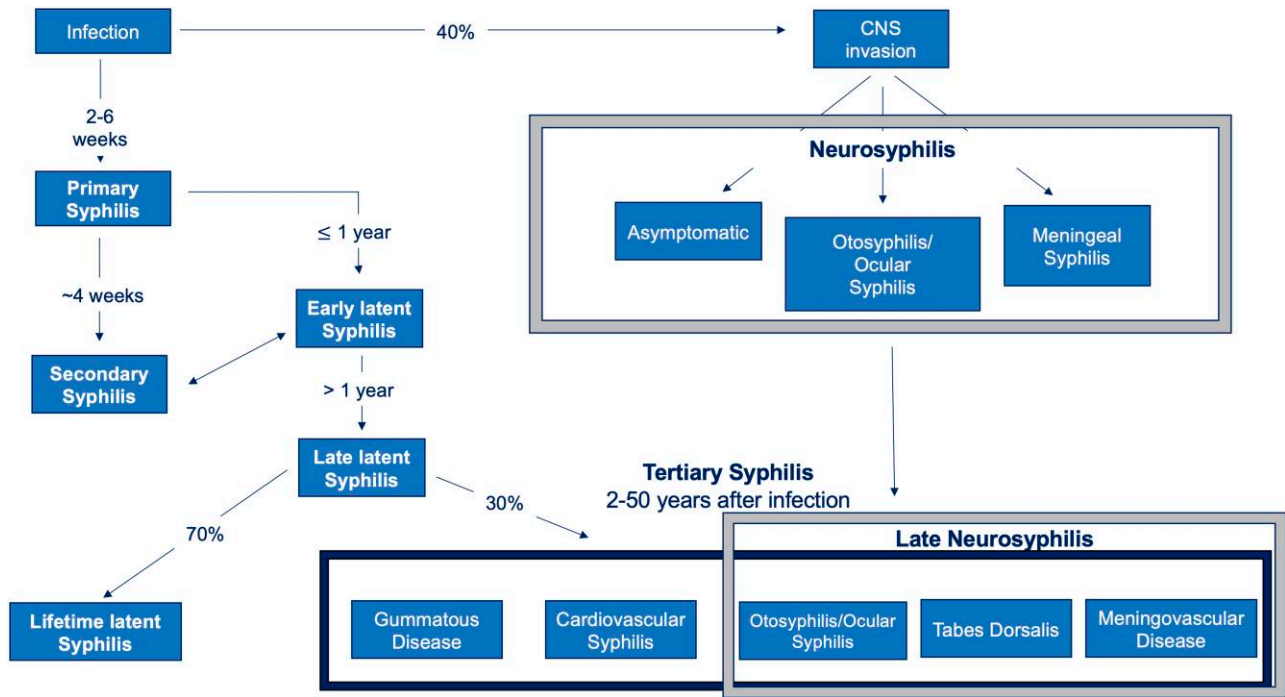 Infection
40%
CNS
invasion
2-6
weeks
Neurosyphilis
Primary
Syphilis
≤ 1 year
Asymptomatic
Otosyphilis/
Ocular
Syphilis
Meningeal
Syphilis
~4 weeks
Early latent
Syphilis
Secondary
Syphilis
> 1 year
Late latent
Syphilis
70%
30%
Tertiary Syphilis
2-50 years after infection
Late Neurosyphilis
Lifetime latent
Syphilis
Gummatous
Disease
Cardiovascular
Syphilis
Otosyphilis/Ocular
Syphilis
Tabes Dorsalis
Meningovascular
Disease